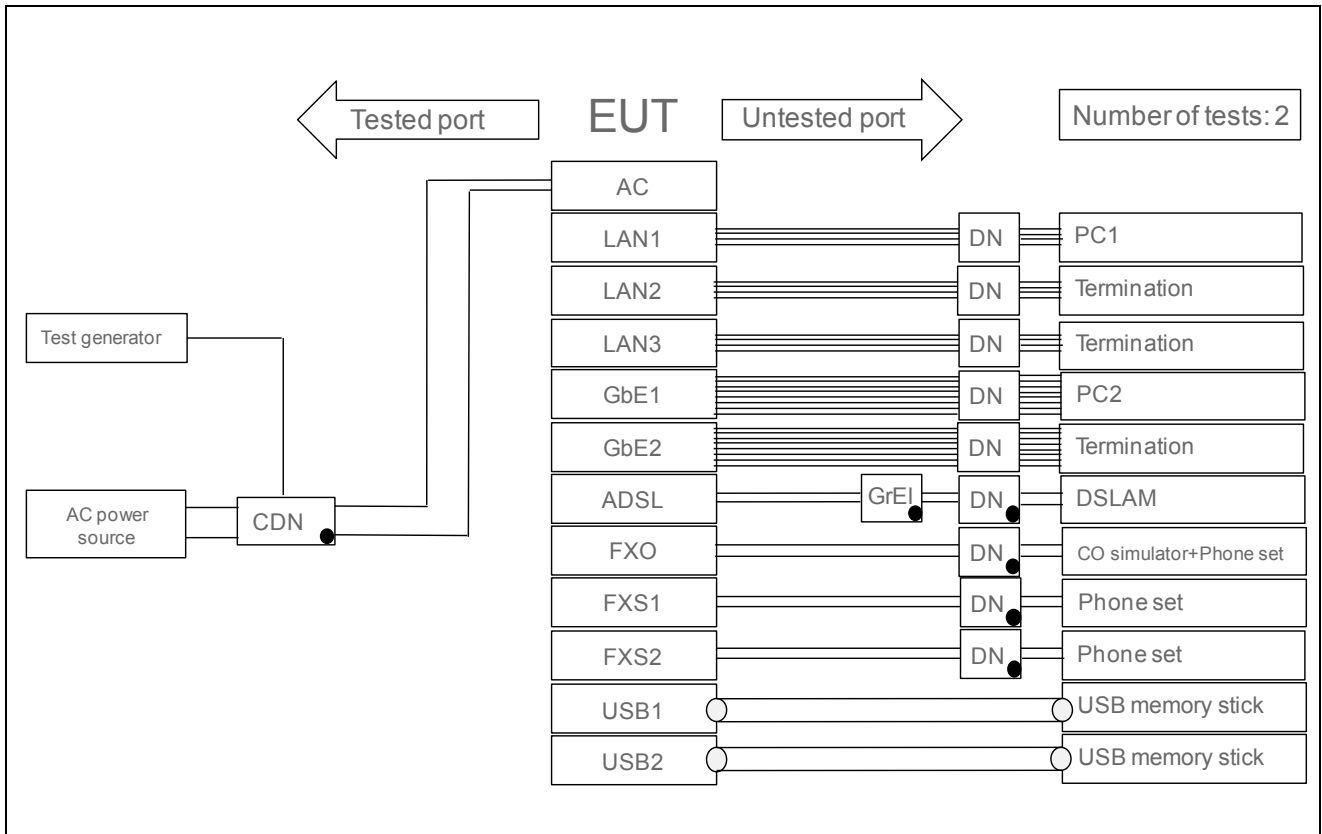 Tested port
EUT
Untested port
Number of tests: 2
AC
LAN1
DN
PC1
LAN2
DN
Termination
Test generator
LAN3
DN
Termination
GbE1
DN
PC2
GbE2
DN
Termination
AC power
source
CDN
ADSL
GrEI
DN
DSLAM
FXO
DN
CO simulator+Phone set
FXS1
DN
Phone set
FXS2
DN
Phone set
USB1
USB memory stick
USB2
USB memory stick